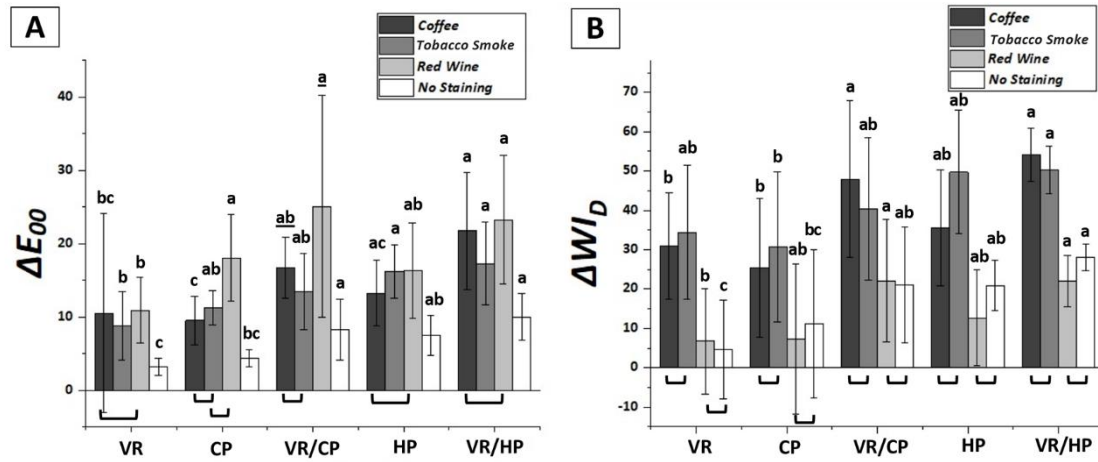 A
Coffee
Tobacco Smoke
Red Wine
No Staining
ΔE00
40
30
20
10
0
bc b b c
c ab a bc
ab ab a a
ac a ab ab
a a a a
VR CP VR/CP HP VR/HP
B
Coffee
Tobacco Smoke
Red Wine
No Staining
ΔWID
70
60
50
40
30
20
10
0
-10
b ab b c
b ab ab bc
a ab a ab
ab ab ab ab
a a a a
VR CP VR/CP HP VR/HP